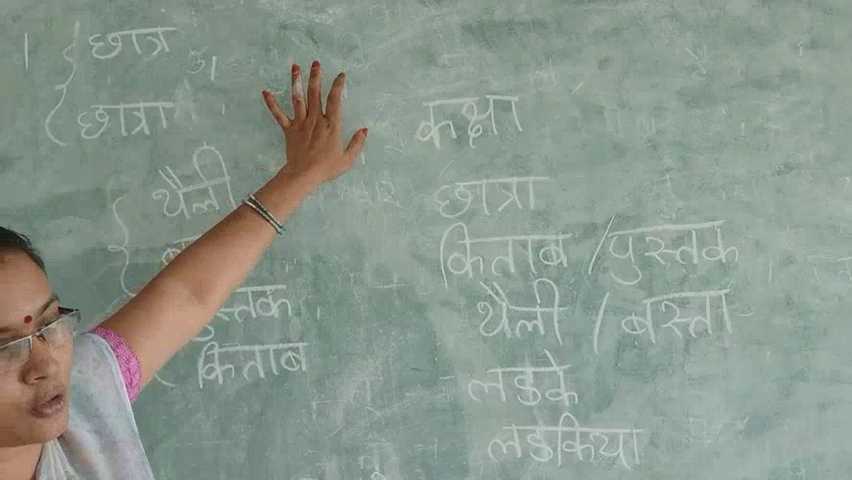 छात्र
छात्रा
थैली
पुस्तक
किताब
कक्षा
छात्रा
किताब / पुस्तक
थैली / बस्ता
लडके
लडकिया